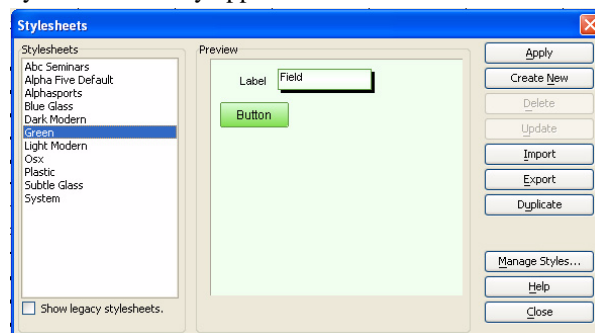 Stylesheets
Stylesheets
Abc Seminars
Alpha Five Default
Alphasports
Blue Glass
Dark Modern
Green
Light Modern
Osx
Plastic
Subtle Glass
System
Show legacy stylesheets.
Preview
Label Field
Button
Apply
Create New
Delete
Update
Import
Export
Duplicate
Manage Styles...
Help
Close